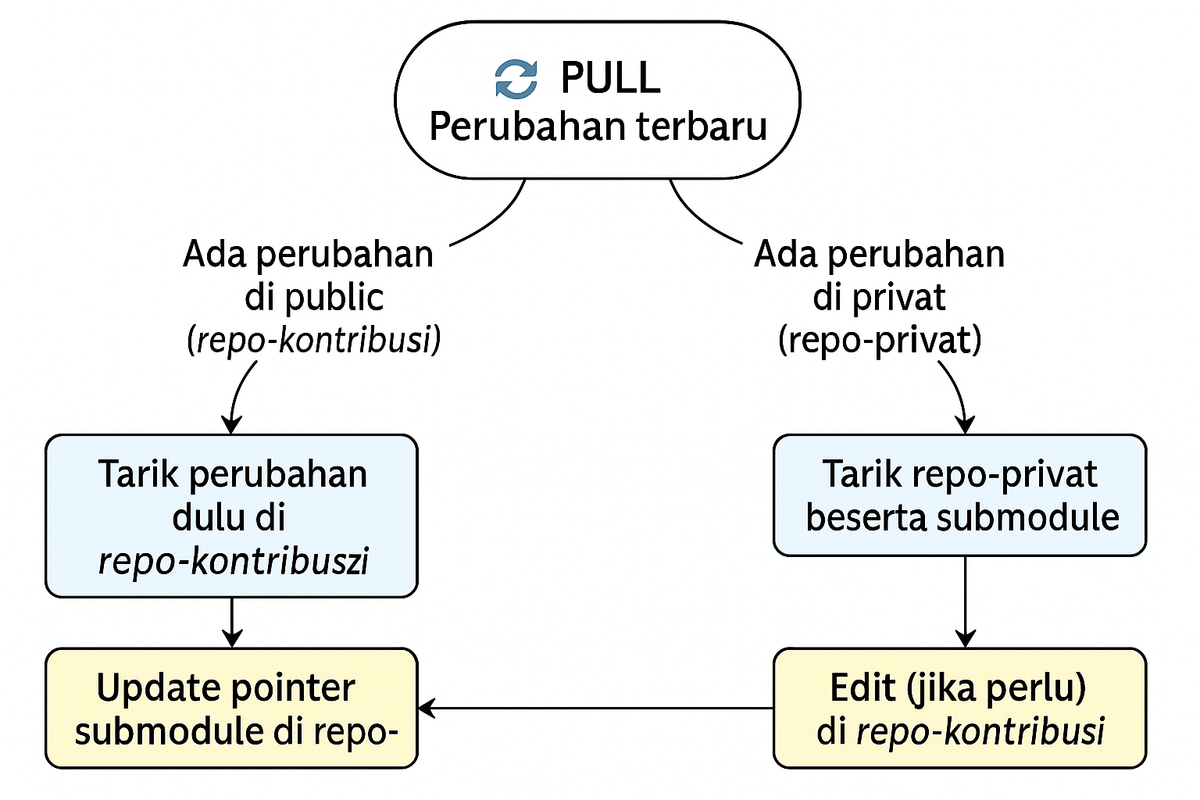 PULL
Perubahan terbaru
Ada perubahan
di public
(repo-kontribusi)
Ada perubahan
di privat
(repo-privat)
Tarik perubahan
dulu di
repo-kontribuszi
Tarik repo-privat
beserta submodule
Update pointer
submodule di repo-
Edit (jika perlu)
di repo-kontribusi